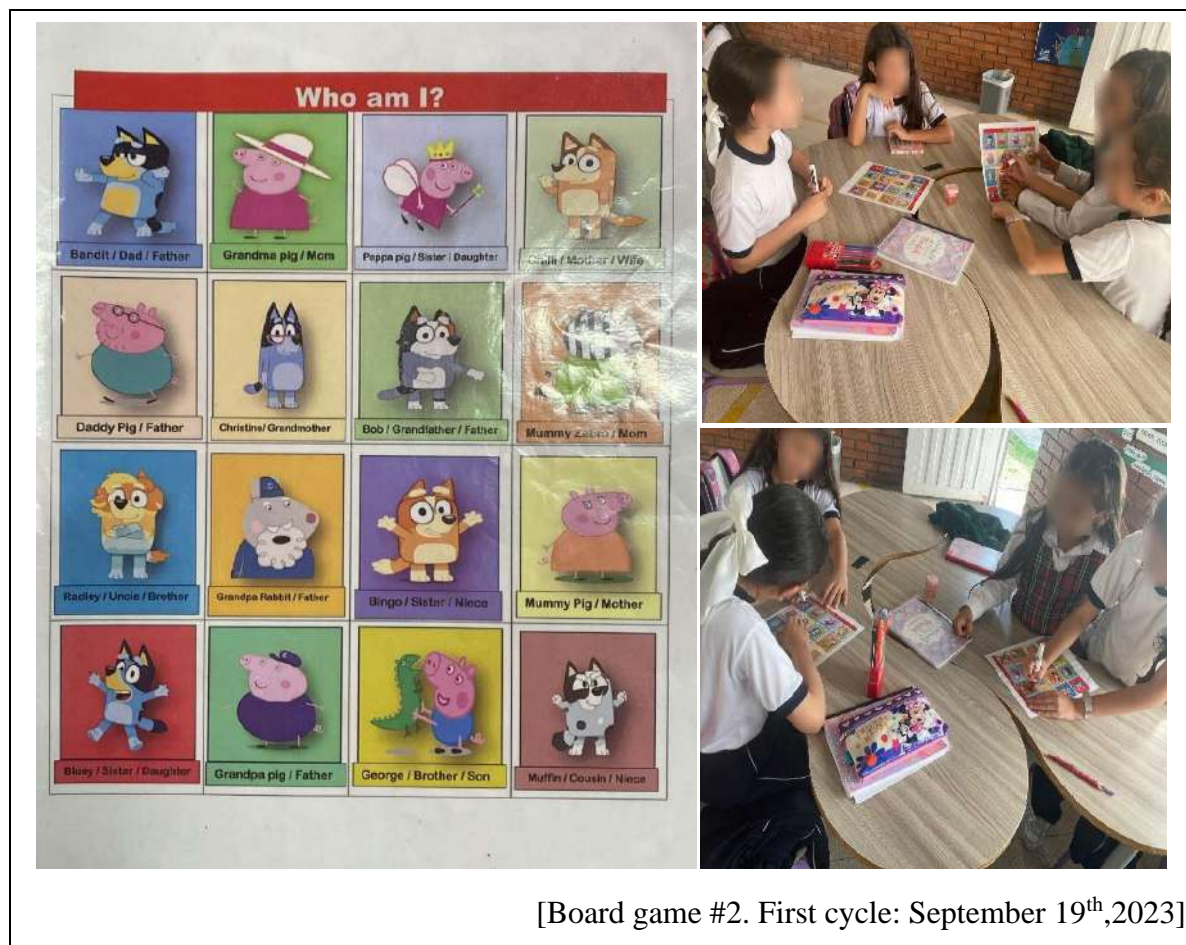 Who am I?
Bandit / Dad / Father
Grandma pig / Mom
Peppa pig / Sister / Daughter
Chilli / Mother / Wife
Daddy Pig / Father
Christine/ Grandmother
Bob / Grandfather / Father
Mummy Zebra / Mom
Radley / Uncle / Brother
Grandpa Rabbit / Father
Bingo / Sister / Niece
Mummy Pig / Mother
Bluey / Sister / Daughter
Grandpa pig / Father
George / Brother / Son
Muffin / Cousin / Niece
[Board game #2. First cycle: September 19th,2023]